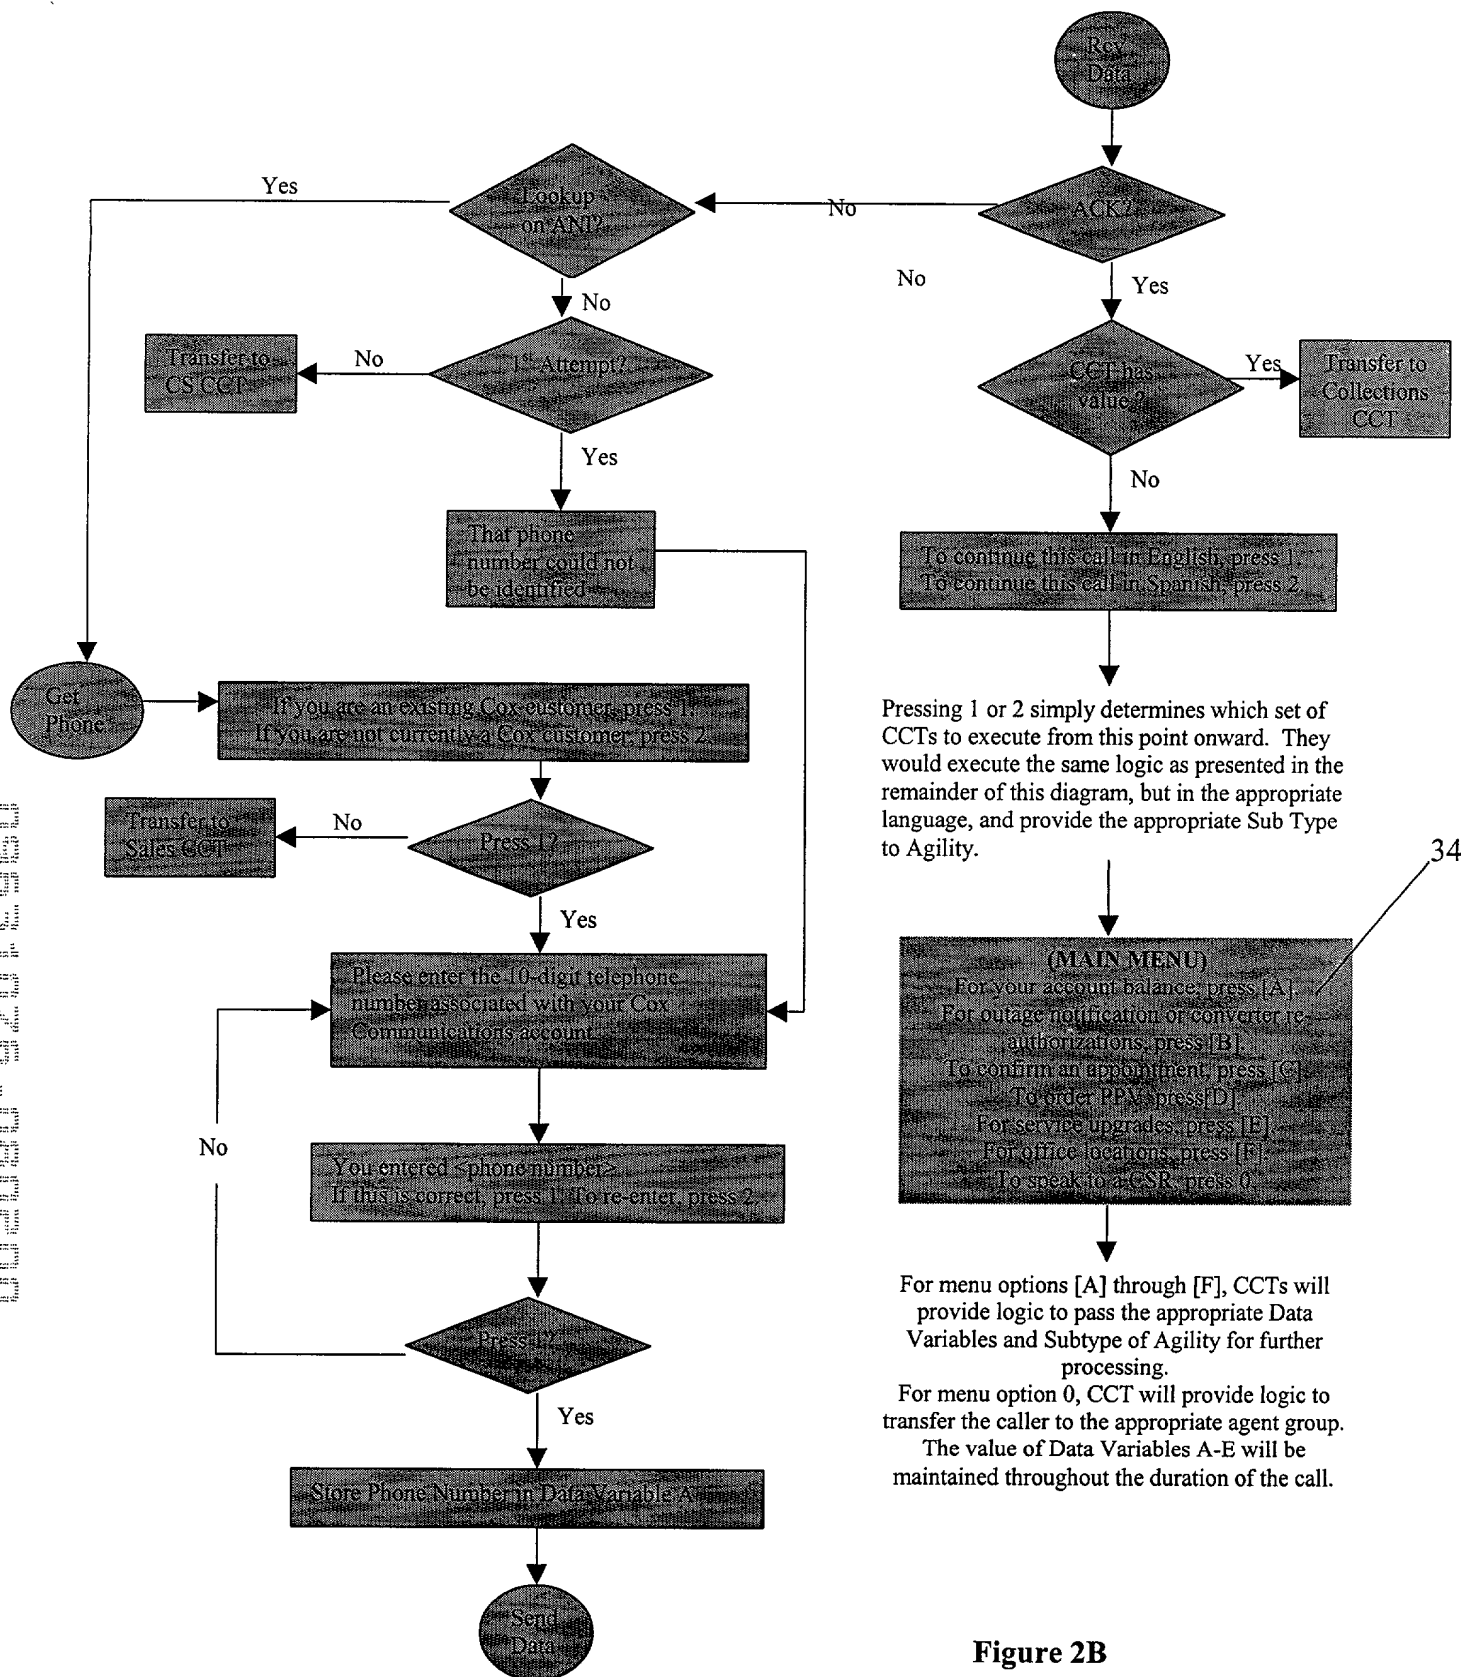 Rcv
Data
ACK?
No
Lookup
on ANI?
Yes
No
No
Yes
1st Attempt?
No
Transfer to
CS CCT
CCT has
value?
Yes
Transfer to
Collections
CCT
Yes
No
That phone
number could not
be identified
To continue this call in English, press 1.
To continue this call in Spanish, press 2.
Get
Phone
If you are an existing Cox customer, press 1.
If you are not currently a Cox customer, press 2.
Pressing 1 or 2 simply determines which set of
CCTs to execute from this point onward. They
would execute the same logic as presented in the
remainder of this diagram, but in the appropriate
language, and provide the appropriate Sub Type
to Agility.
Press 1?
No
Transfer to
Sales CCT
34
Yes
Please enter the 10-digit telephone
number associated with your Cox
Communications account.
(MAIN MENU)
For your account balance, press [A].
For outage notification or converter re-
authorizations, press [B].
To confirm an appointment, press [C].
To order PPV, press[D]
For service upgrades, press [E].
For office locations, press [F]
To speak to a CSR, press 0.
No
You entered <phone number>
If this is correct, press 1. To re-enter, press 2.
For menu options [A] through [F], CCTs will
provide logic to pass the appropriate Data
Variables and Subtype of Agility for further
processing.
For menu option 0, CCT will provide logic to
transfer the caller to the appropriate agent group.
The value of Data Variables A-E will be
maintained throughout the duration of the call.
Press 1?
Yes
Store Phone Number in Data Variable A
Send
Data
Figure 2B